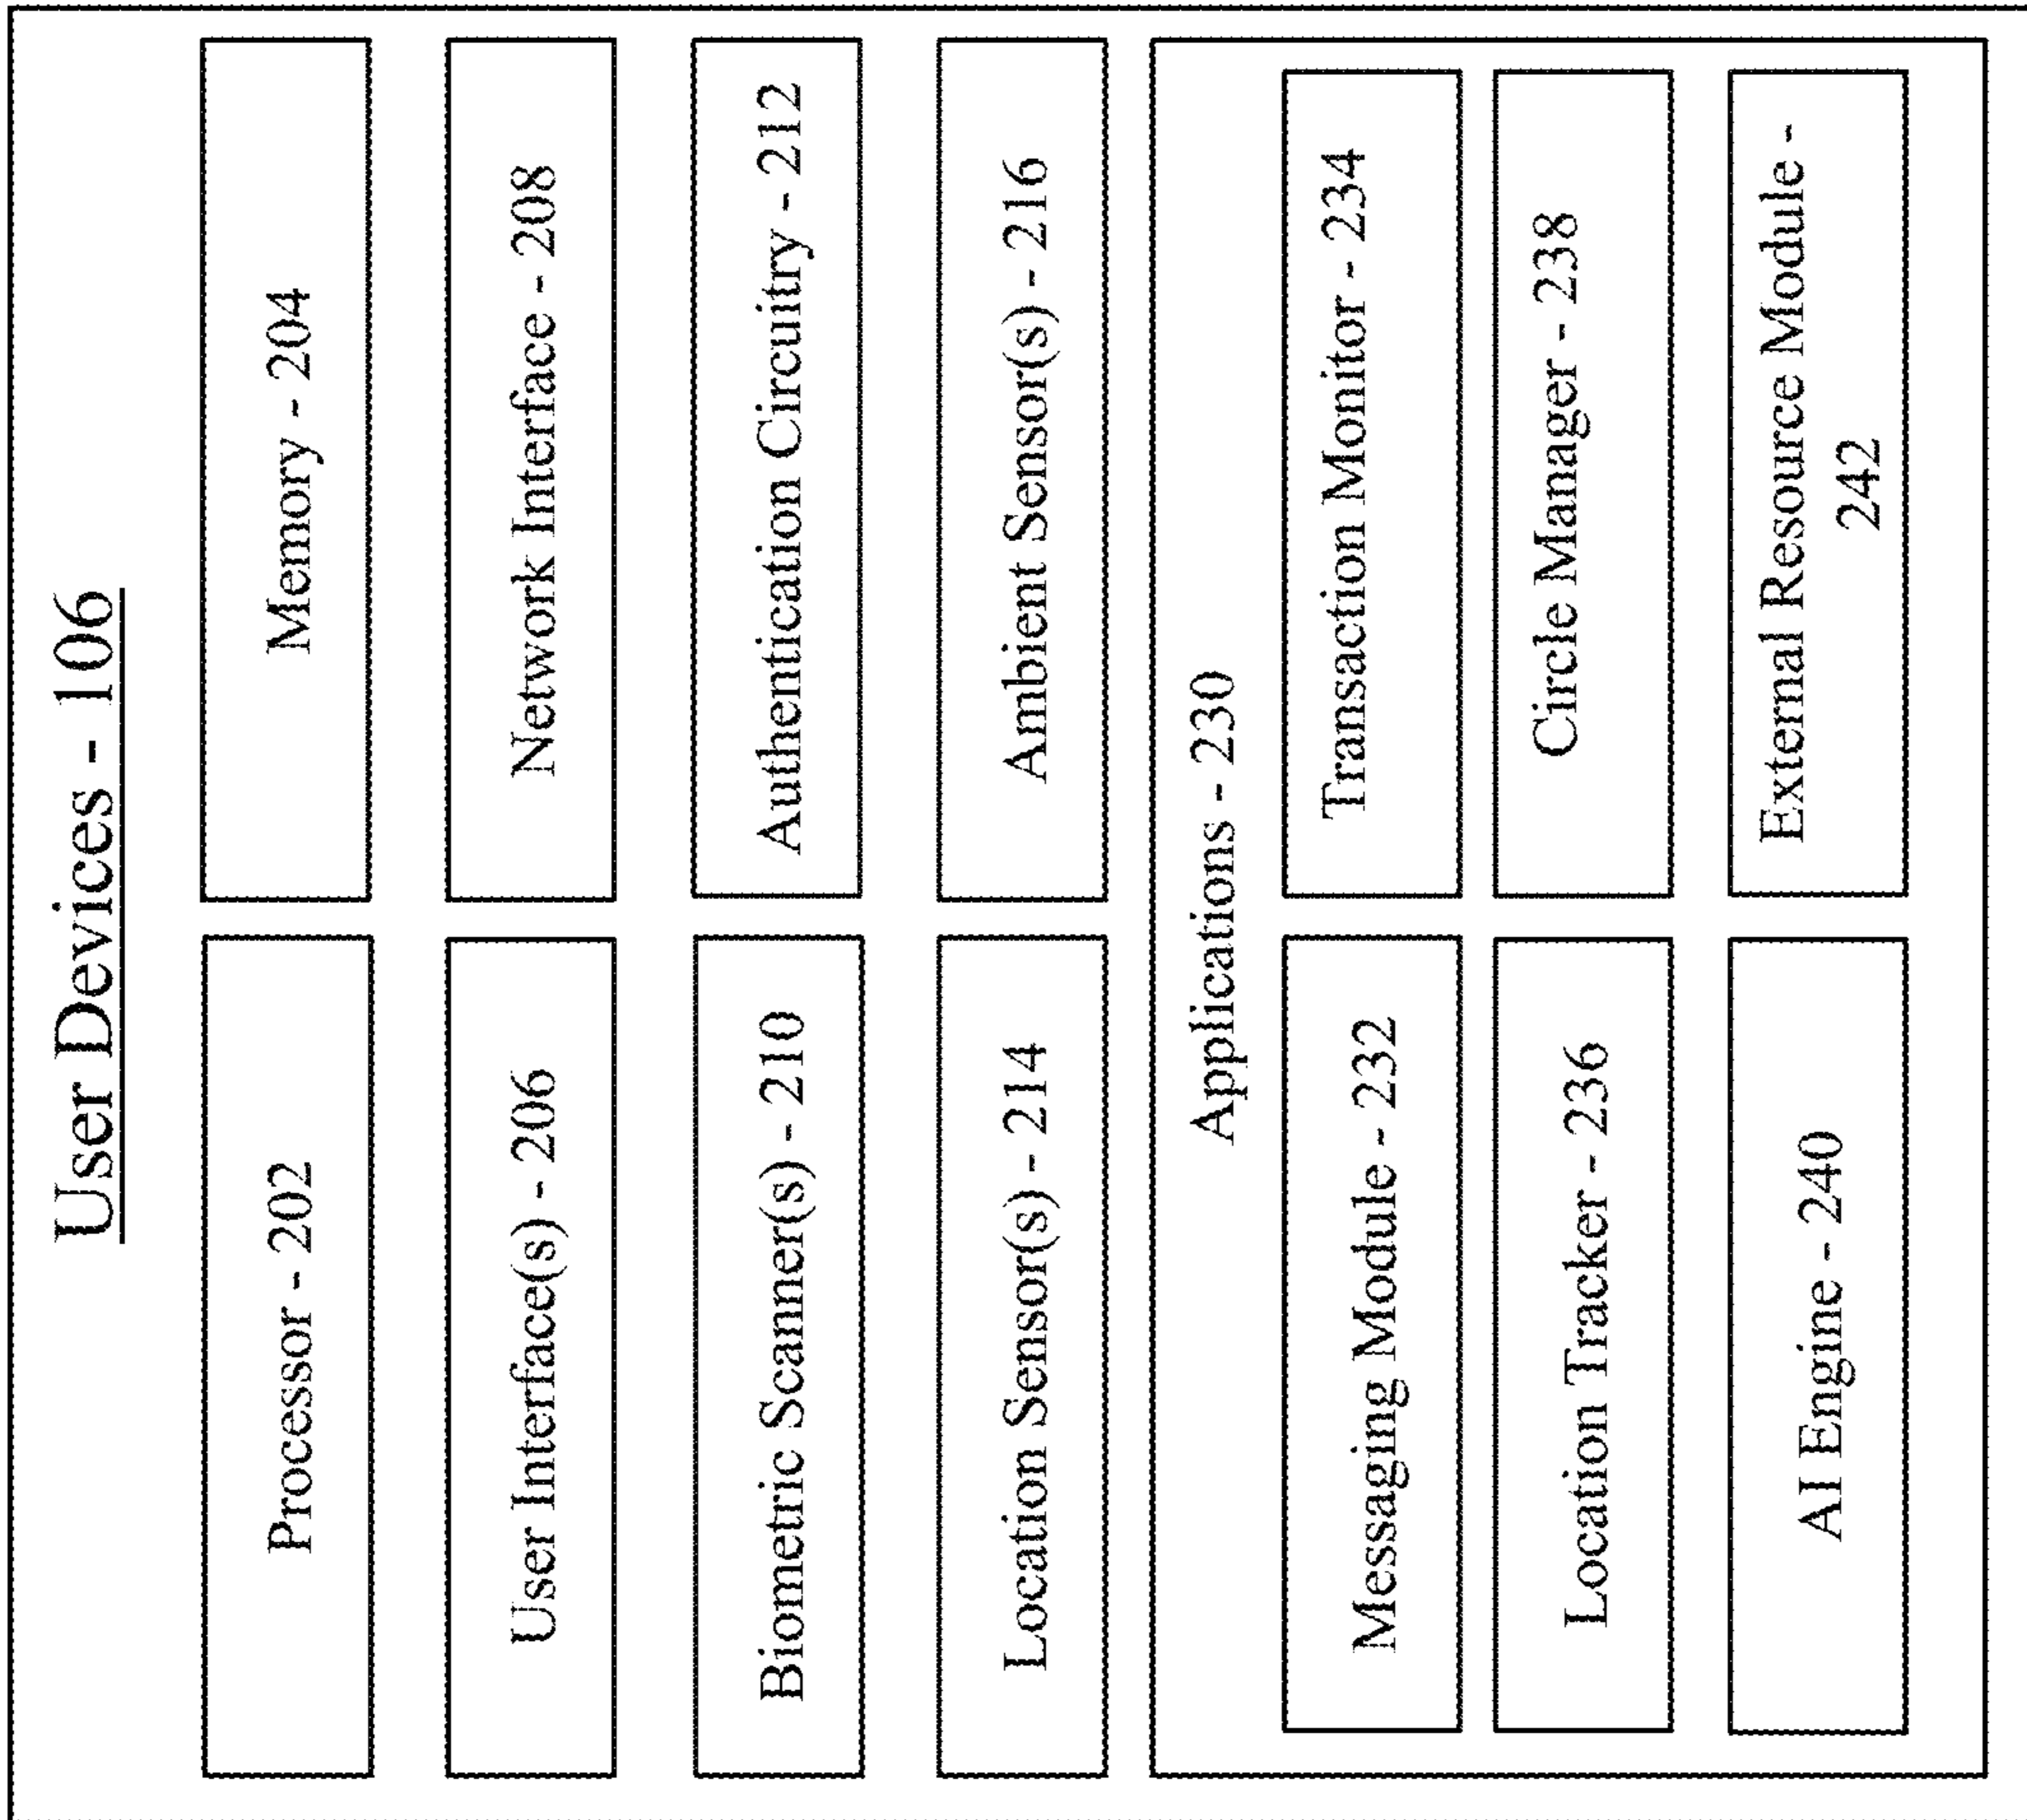 User Devices - 106
Processor - 202
Memory - 204
User Interface(s) - 206
Network Interface - 208
Biometric Scanner(s) - 210
Authentication Circuitry - 212
Location Sensor(s) - 214
Ambient Sensor(s) - 216
Applications - 230
Messaging Module - 232
Transaction Monitor - 234
Location Tracker - 236
Circle Manager - 238
AI Engine - 240
External Resource Module -
242